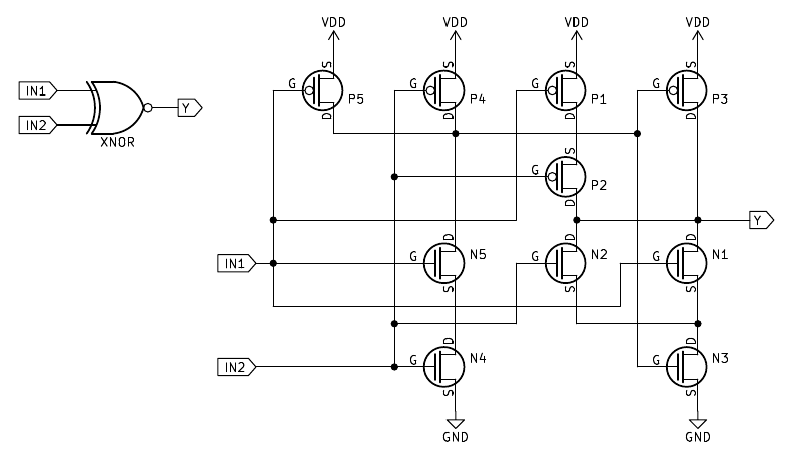 VDD VDD VDD VDD
S S S S
IN1 G P5 G P4 G P1 G P3
Y
IN2
XNOR
D D D D
S
G P2
D
Y
D D D
IN1 G N5 G N2 G N1
S S S
D D
IN2 G N4 G N3
S S
GND GND